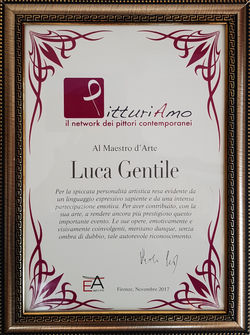 PitturiAmo
il network dei pittori contemporanei
Al Maestro d'Arte
Luca Gentile
Per la spiccata personalità artistica resa evidente da
un linguaggio espressivo sapiente e da una intensa
partecipazione emotiva. Per aver contribuito, con la
sua arte, a rendere ancora più prestigioso questo
importante evento. Le sue opere, emotivamente e
visivamente coinvolgenti, meritano dunque, senza
ombra di dubbio, tale autorevole riconoscimento.
EA
Firenze, Novembre 2017